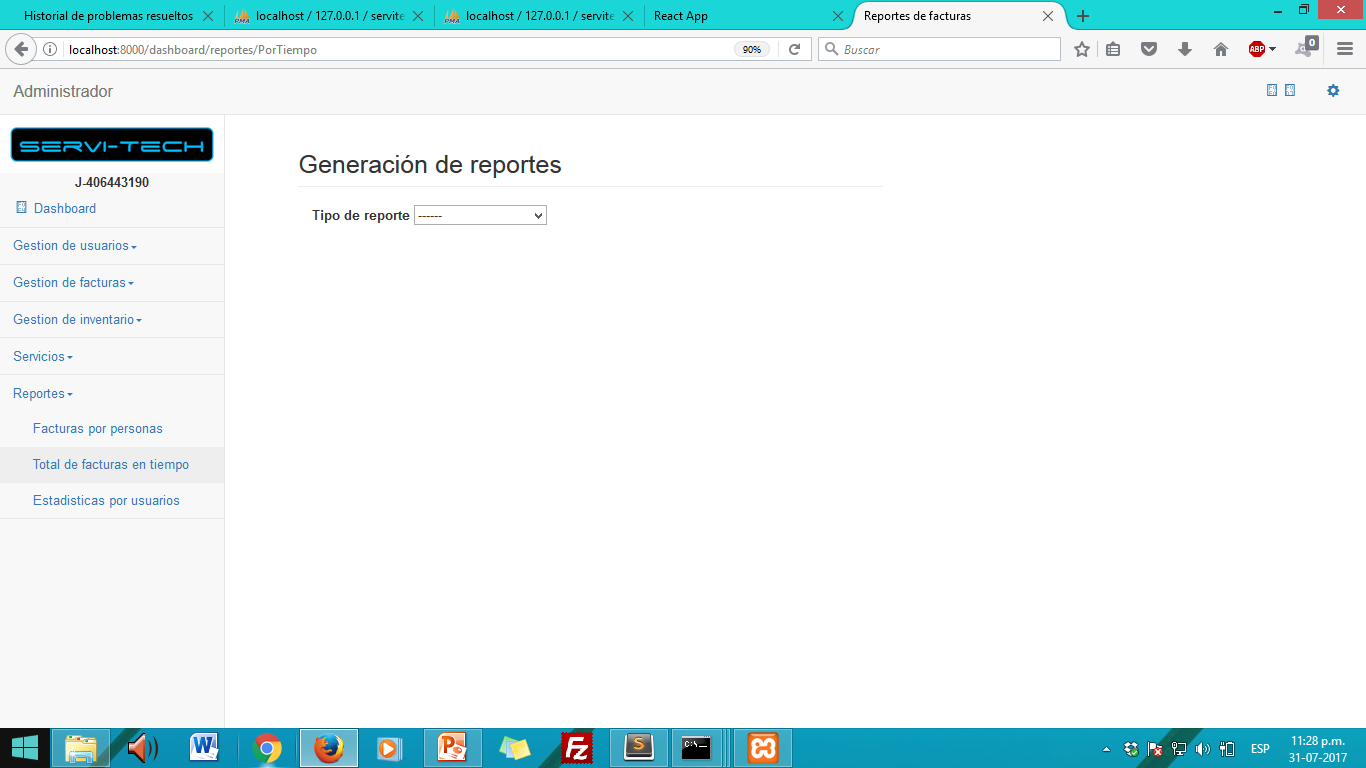 Historial de problemas resueltos
localhost / 127.0.0.1 / servite
localhost / 127.0.0.1 / servite
React App
Reportes de facturas
localhost:8000/dashboard/reportes/PorTiempo
90%
Buscar
ABP
0
Administrador
SERVI-TECH
J-406443190
Dashboard
Gestion de usuarios
Gestion de facturas
Gestion de inventario
Servicios
Reportes
Facturas por personas
Total de facturas en tiempo
Estadisticas por usuarios
Generación de reportes
Tipo de reporte ------
ESP
11:28 p.m.
31-07-2017